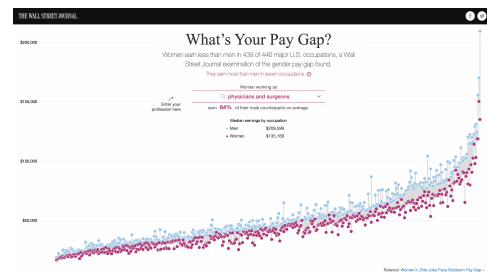 THE WALL STREET JOURNAL
What's Your Pay Gap?
Women earn less than men in 439 of 446 major U.S. occupations, a Wall
Street Journal examination of the gender pay gap found.
They earn more than men in seven occupations
Women working as
physicians and surgeons
Enter your
profession here
earn 64% of their male counterparts on average.
Median earnings by occupation
Men $209,596
Women $135,169
$200,000
$150,000
$100,000
$50,000
Related: Women in Elite Jobs Face Stubborn Pay Gap